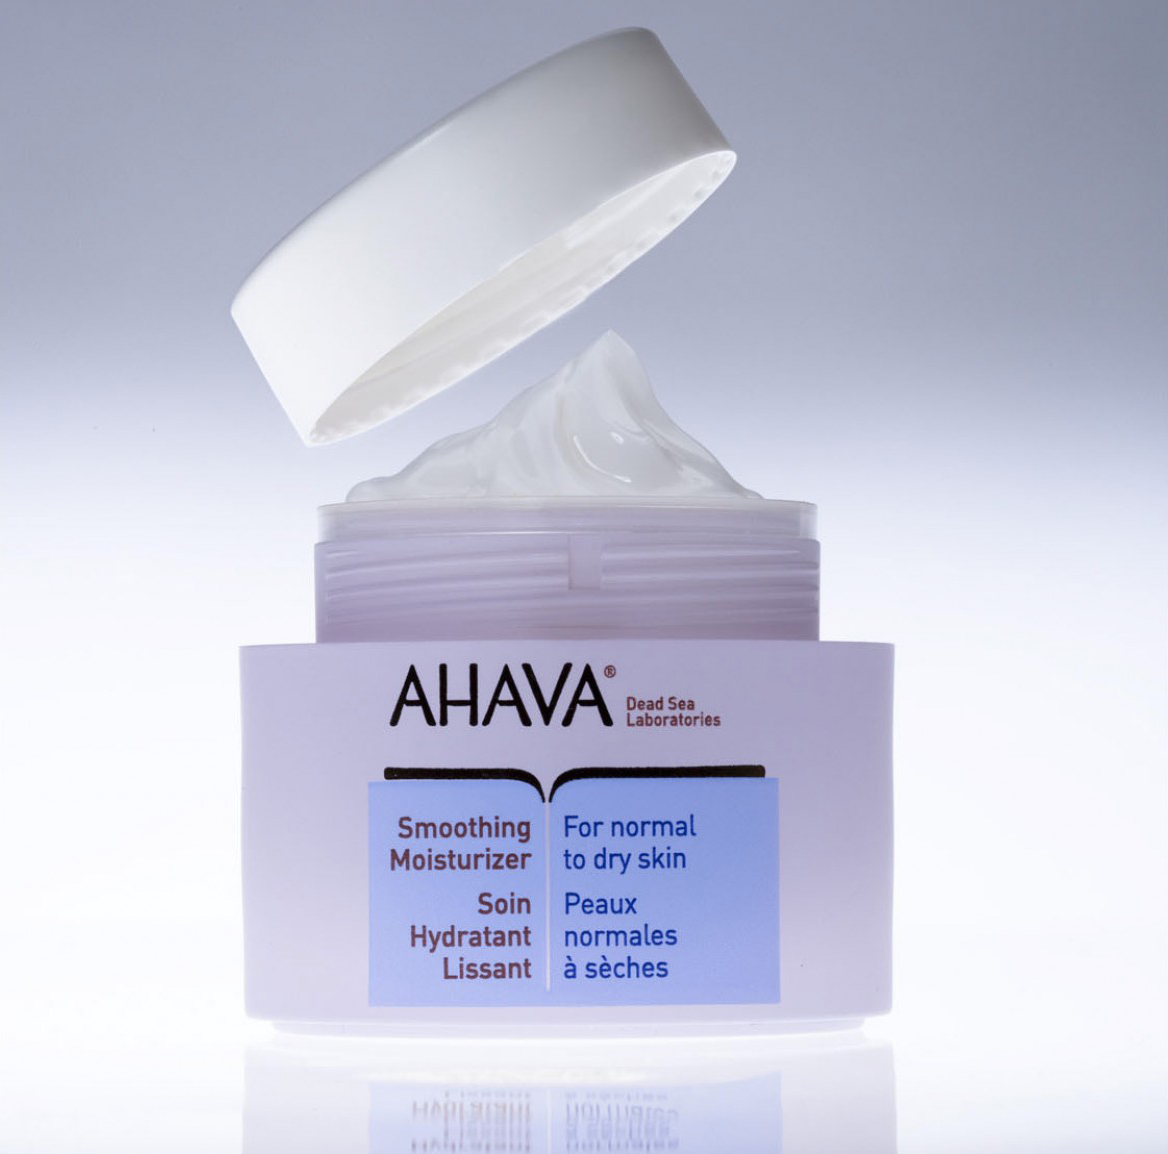 AHAVA®
Dead Sea
Laboratories
Smoothing
Moisturizer
Soin
Hydratant
Lissant
For normal
to dry skin
Peaux
normales
à sèches